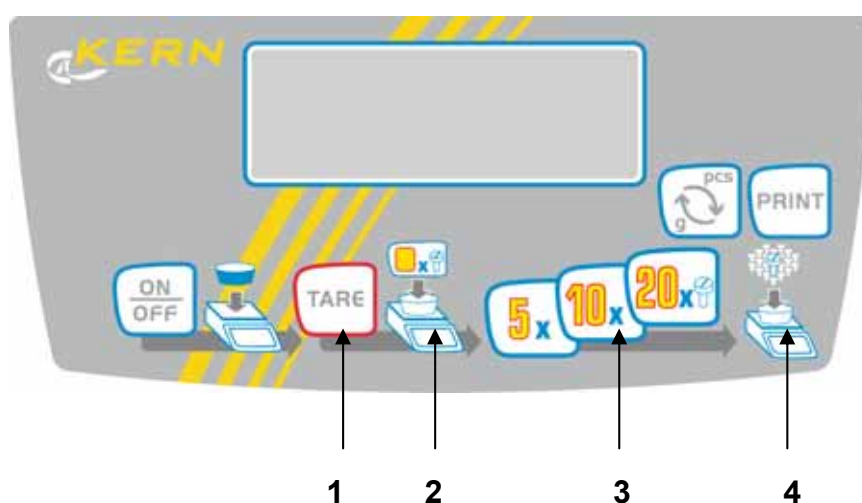 KERN
pcs
g
PRINT
ON
OFF
TARE
x
5x
10x
20x
1 2 3 4